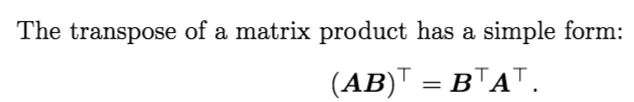 The transpose of a matrix product has a simple form:
(AB)⊤ = B⊤A⊤.